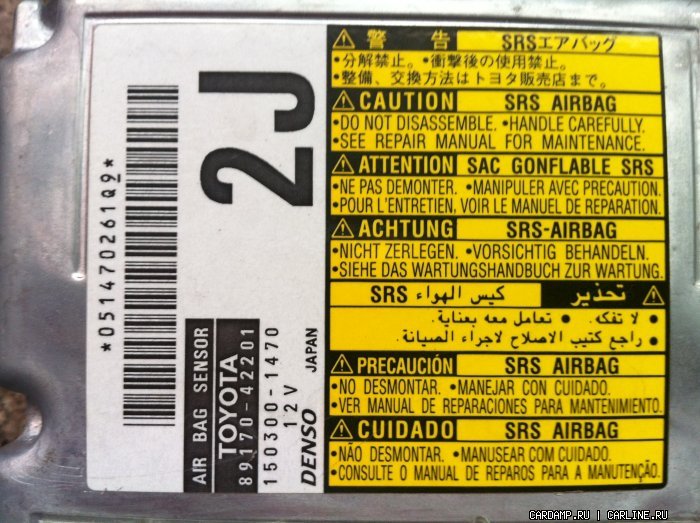 *0514702610​9*
2J
AIR BAG SENSOR
TOYOTA
89170-42201
150300-1470
12V
DENSO JAPAN
警 告 SRSエアバッグ
•分解禁止。•衝撃後の使用禁止。
•整備、交換方法はトヨタ販売店まで。
CAUTION SRS AIRBAG
•DO NOT DISASSEMBLE. •HANDLE CAREFULLY.
•SEE REPAIR MANUAL FOR MAINTENANCE.
ATTENTION SAC GONFLABLE SRS
•NE PAS DEMONTER. •MANIPULER AVEC PRECAUTION.
•POUR L'ENTRETIEN, VOIR LE MANUEL DE REPARATION.
ACHTUNG SRS-AIRBAG
•NICHT ZERLEGEN. •VORSICHTIG BEHANDELN.
•SIEHE DAS WARTUNGSHANDBUCH ZUR WARTUNG.
تحذير كيس الهواء SRS
• لا تفكه. • تعامل معه بعناية.
• راجع كتيب الاصلاح لاجراء الصيانة.
PRECAUCIÓN SRS AIRBAG
•NO DESMONTAR. •MANEJAR CON CUIDADO.
•VER MANUAL DE REPARACIONES PARA MANTENIMIENTO.
CUIDADO SRS AIRBAG
•NÃO DESMONTAR. •MANUSEAR COM CUIDADO.
•CONSULTE O MANUAL DE REPAROS PARA A MANUTENÇÃO.
CARDAMP.RU | CARLINE.RU